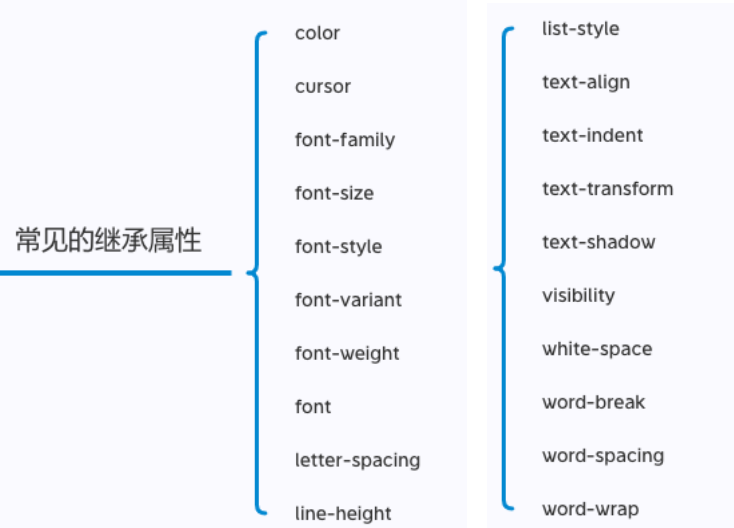 常见的继承属性
color
cursor
font-family
font-size
font-style
font-variant
font-weight
font
letter-spacing
line-height
list-style
text-align
text-indent
text-transform
text-shadow
visibility
white-space
word-break
word-spacing
word-wrap